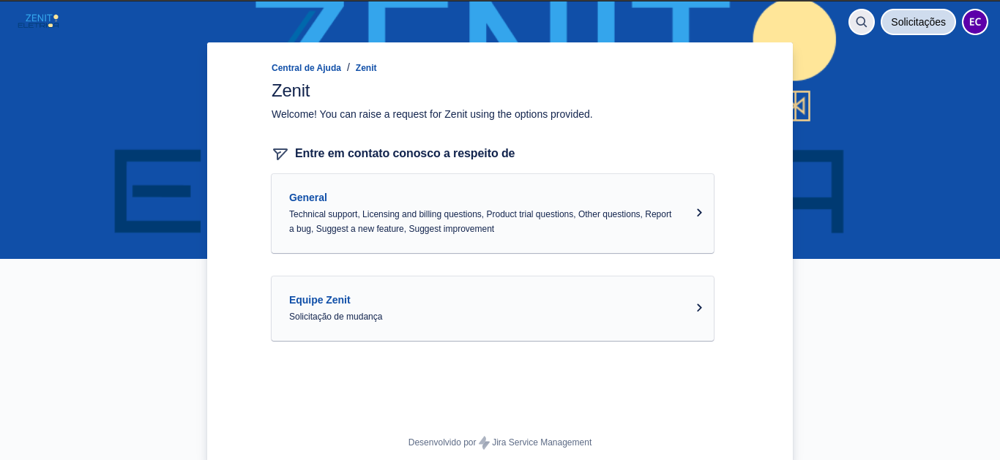 ZENIT
ELETRICA
ZENIT
Solicitações
EC
Central de Ajuda / Zenit
Zenit
Welcome! You can raise a request for Zenit using the options provided.
Entre em contato conosco a respeito de
General
Technical support, Licensing and billing questions, Product trial questions, Other questions, Report
a bug, Suggest a new feature, Suggest improvement
Equipe Zenit
Solicitação de mudança
E
A
Desenvolvido por Jira Service Management